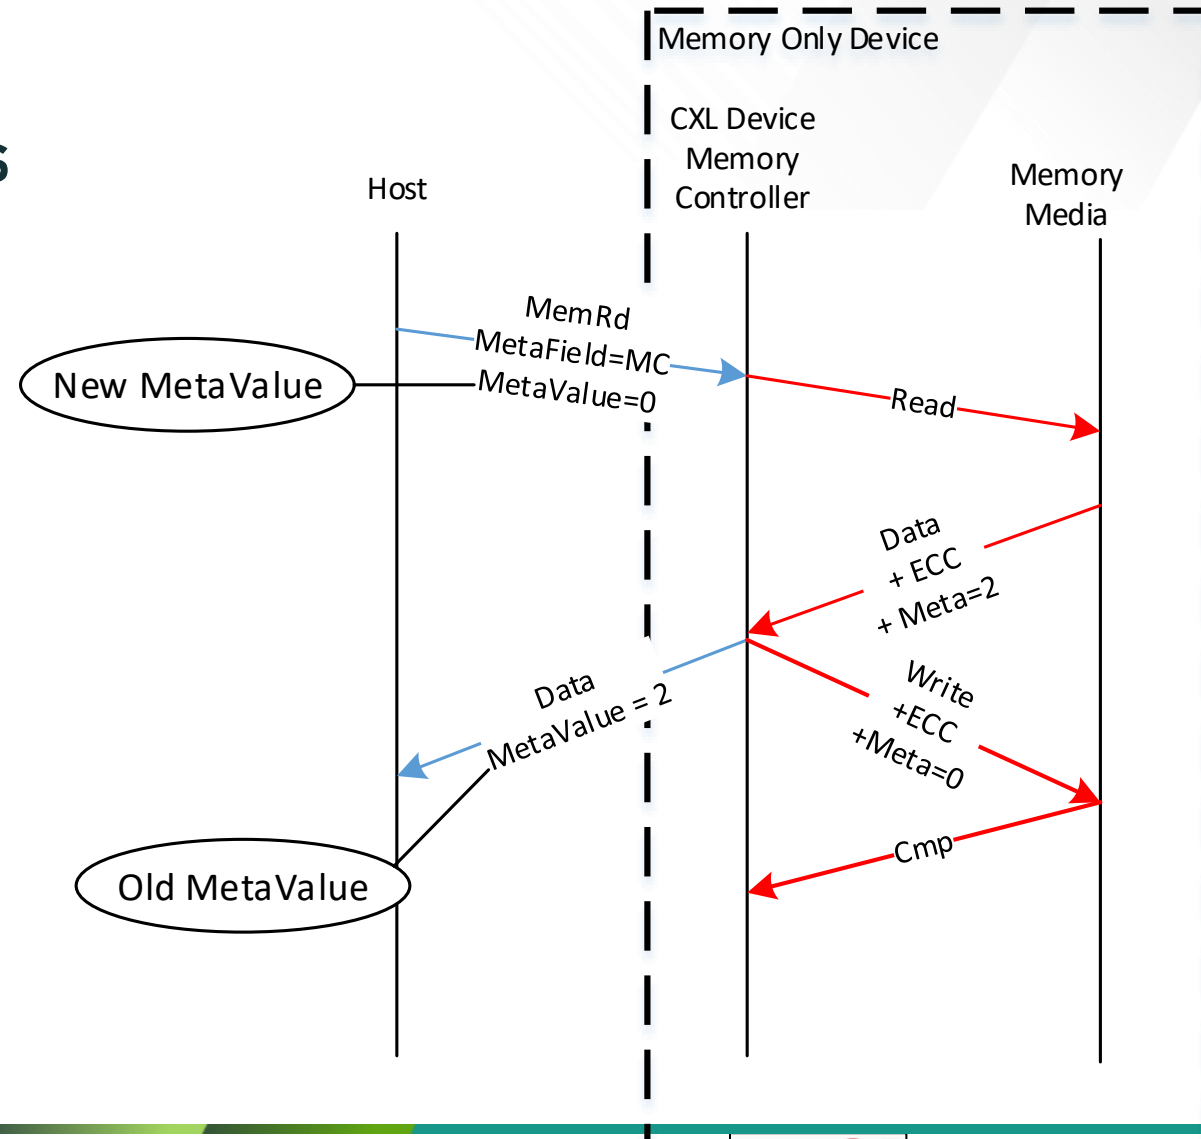 Memory Only Device
s
CXL Device
Memory
Controller
Host
Memory
Media
MemRd
MetaField=MC
MetaValue=0
New MetaValue
Read
Data
+ ECC
+ Meta=2
Data
MetaValue = 2
Write
+ECC
+Meta=0
Cmp
Old MetaValue